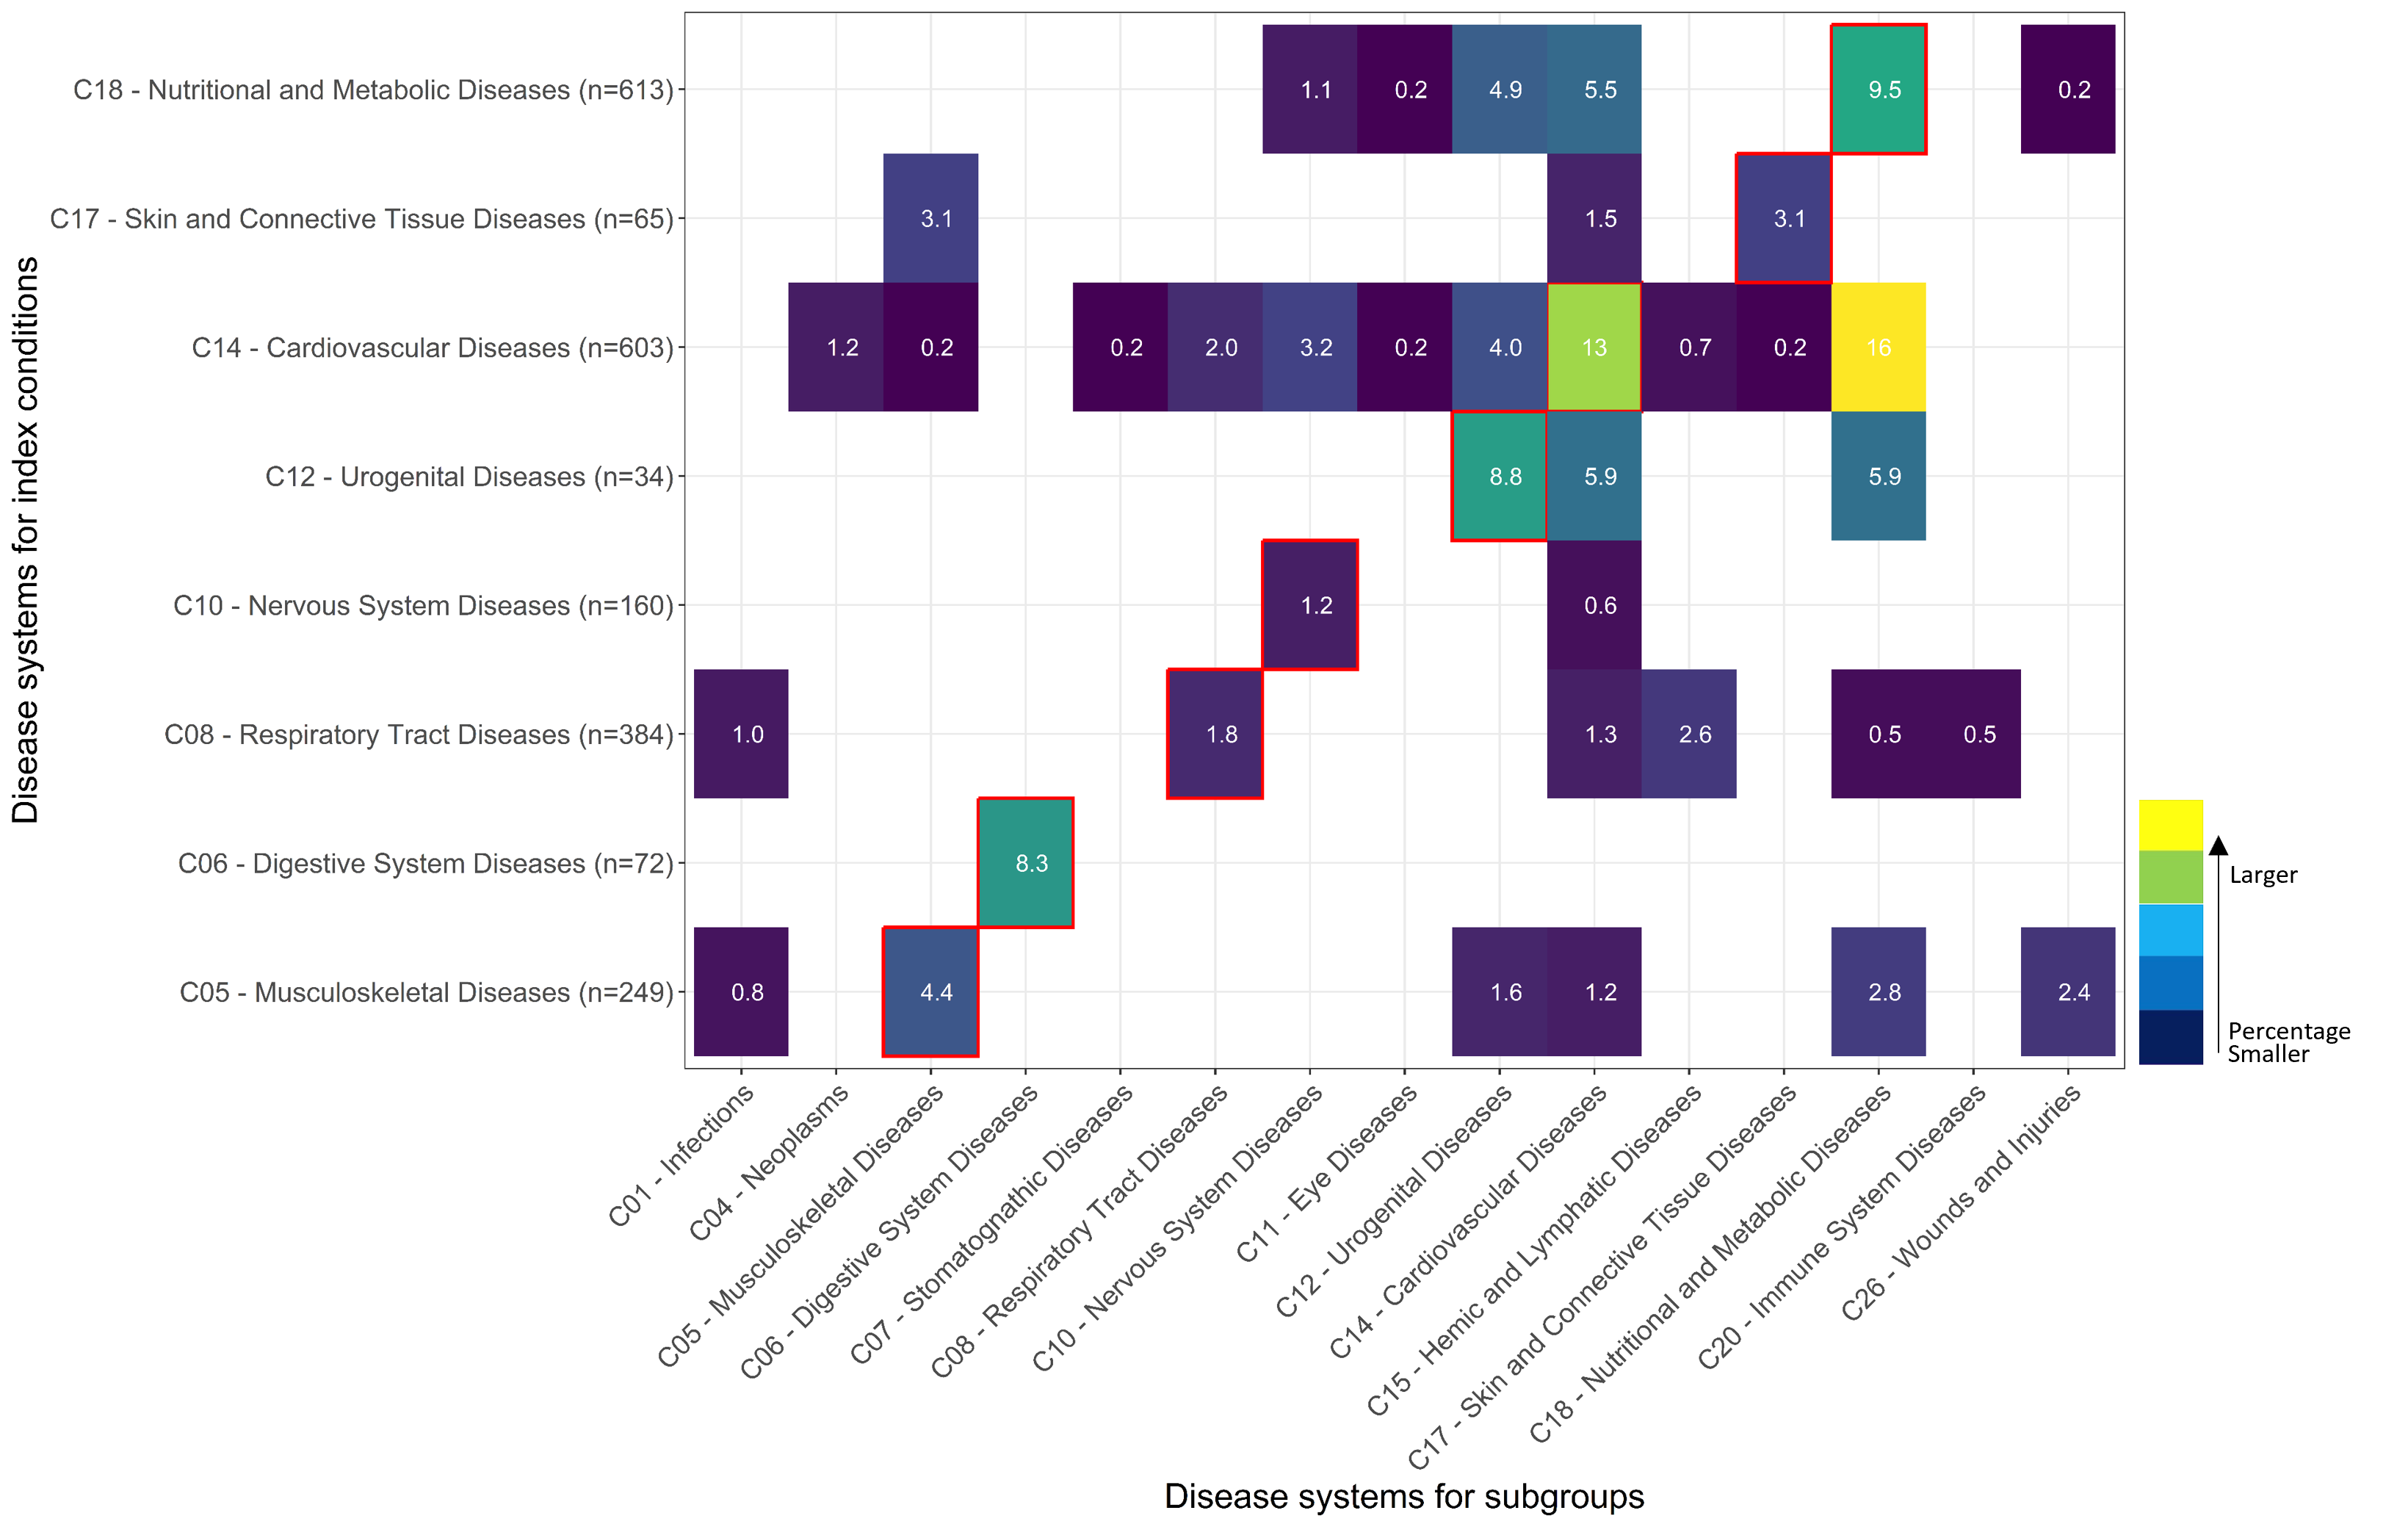 Disease systems for index conditions
C18 - Nutritional and Metabolic Diseases (n=613)
1.1 0.2 4.9 5.5 9.5 0.2
C17 - Skin and Connective Tissue Diseases (n=65)
3.1 1.5 3.1
C14 - Cardiovascular Diseases (n=603)
1.2 0.2 0.2 2.0 3.2 0.2 4.0 13 0.7 0.2 16
C12 - Urogenital Diseases (n=34)
8.8 5.9 5.9
C10 - Nervous System Diseases (n=160)
1.2 0.6
C08 - Respiratory Tract Diseases (n=384)
1.0 1.8 1.3 2.6 0.5 0.5
C06 - Digestive System Diseases (n=72)
8.3
C05 - Musculoskeletal Diseases (n=249)
0.8 4.4 1.6 1.2 2.8 2.4
Larger
Percentage
Smaller
C01 - Infections
C04 - Neoplasms
C05 - Musculoskeletal Diseases
C06 - Digestive System Diseases
C07 - Stomatognathic Diseases
C08 - Respiratory Tract Diseases
C10 - Nervous System Diseases
C11 - Eye Diseases
C12 - Urogenital Diseases
C14 - Cardiovascular Diseases
C15 - Hemic and Lymphatic Diseases
C17 - Skin and Connective Tissue Diseases
C18 - Nutritional and Metabolic Diseases
C20 - Immune System Diseases
C26 - Wounds and Injuries
Disease systems for subgroups